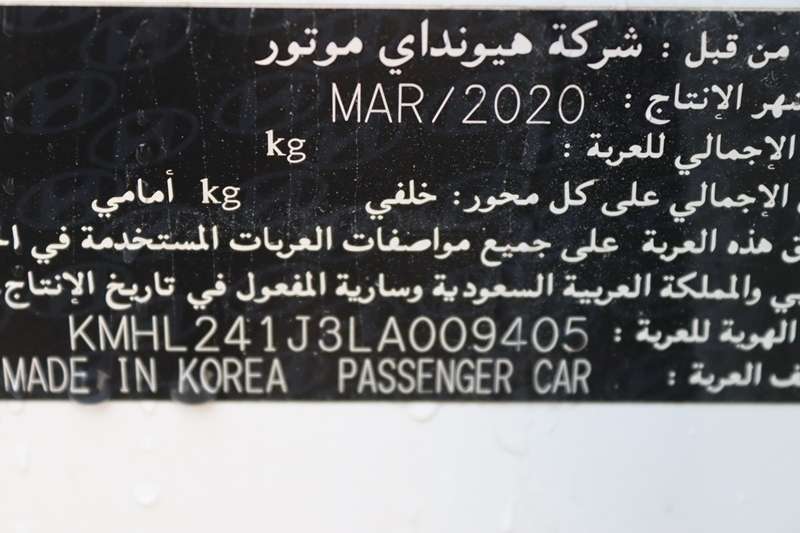 من قبل : شركة هيونداي موتور
الإنتاج : MAR/2020
الإجمالي للعربة : kg
الإجمالي على كل محور: خلفي kg أمامي
هذه العربة على جميع مواصفات العربات المستخدمة في
والمملكة العربية السعودية وسارية المفعول في تاريخ الإنتاج.
الهوية للعربة : KMHL241J3LA009405
العربة : PASSENGER CAR MADE IN KOREA